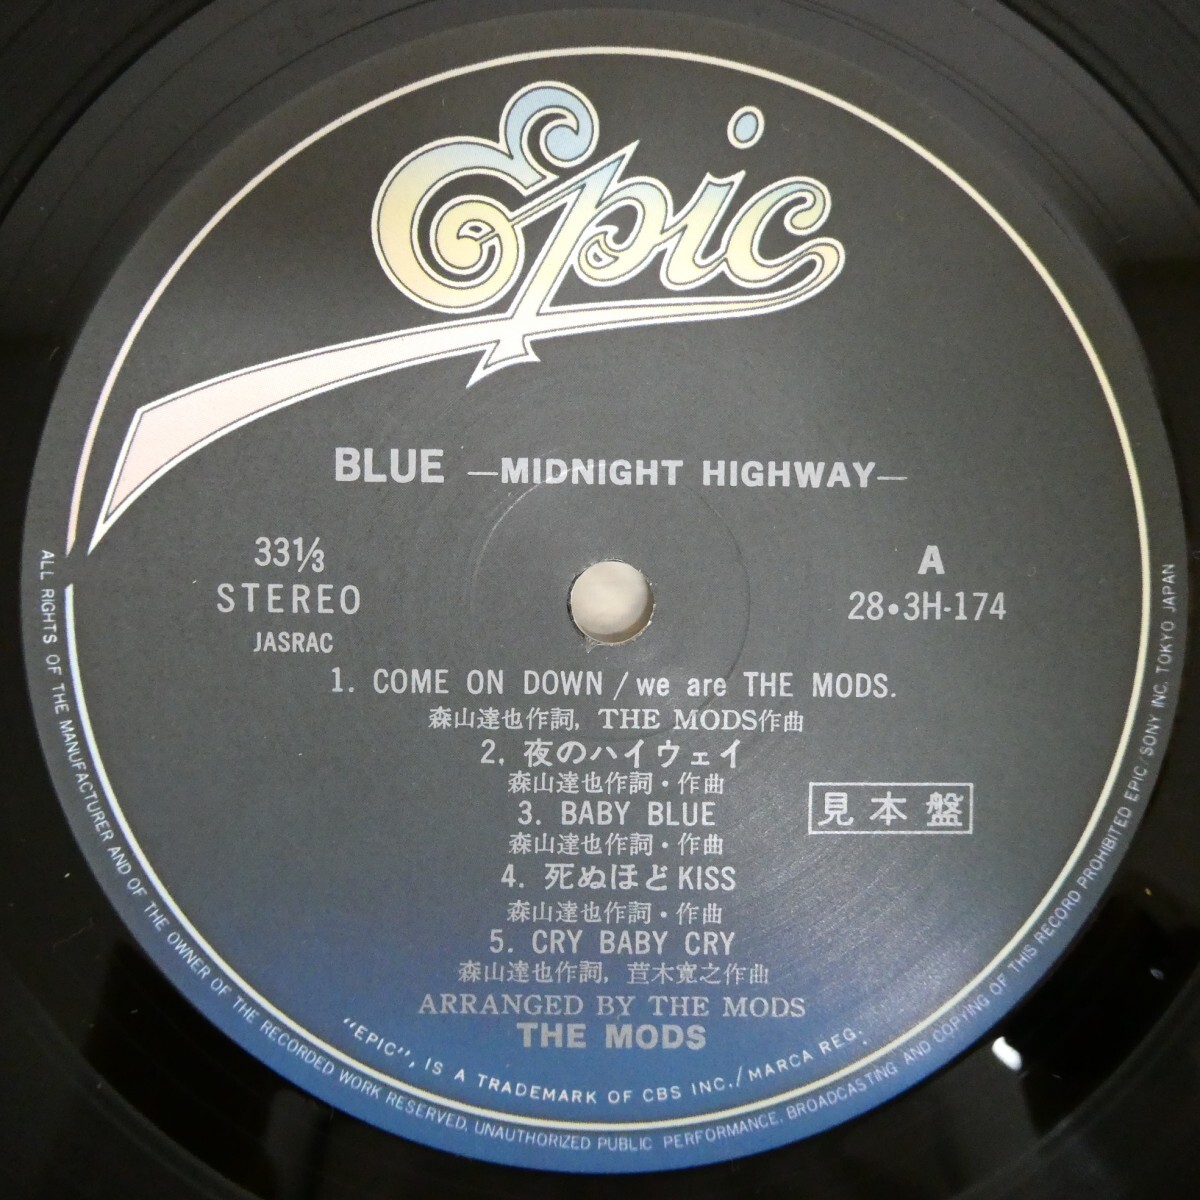 Epic
BLUE —MIDNIGHT HIGHWAY—
33⅓
STEREO
JASRAC
A
28•3H-174
1. COME ON DOWN / we are THE MODS.
森山達也作詞, THE MODS作曲
2. 夜のハイウェイ
森山達也作詞・作曲
3. BABY BLUE
森山達也作詞・作曲
見本盤
4. 死ぬほどKISS
森山達也作詞・作曲
5. CRY BABY CRY
森山達也作詞, 苣木寛之作曲
ARRANGED BY THE MODS
THE MODS
"EPIC", IS A TRADEMARK OF CBS INC./MARCA REG.
ALL RIGHTS OF THE MANUFACTURER AND OF THE OWNER OF THE RECORDED WORK RESERVED. UNAUTHORIZED PUBLIC PERFORMANCE, BROADCASTING AND COPYING OF THIS RECORD PROHIBITED EPIC/SONY INC. TOKYO JAPAN